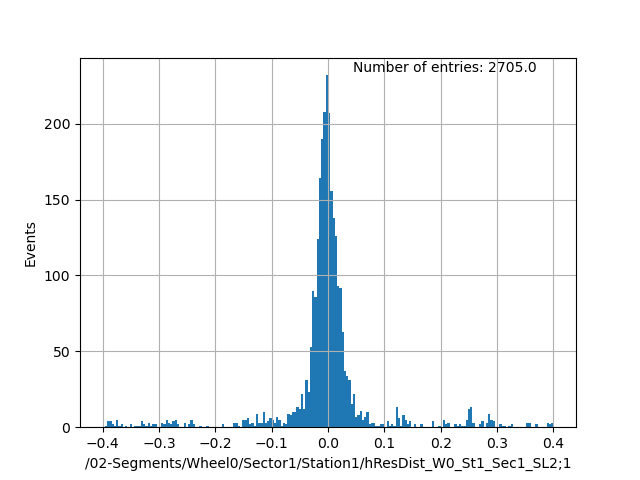 Number of entries: 2705.0
Events
200
150
100
50
0
−0.4 −0.3 −0.2 −0.1 0.0 0.1 0.2 0.3 0.4
/02-Segments/Wheel0/Sector1/Station1/hResDist_W0_St1_Sec1_SL2;1